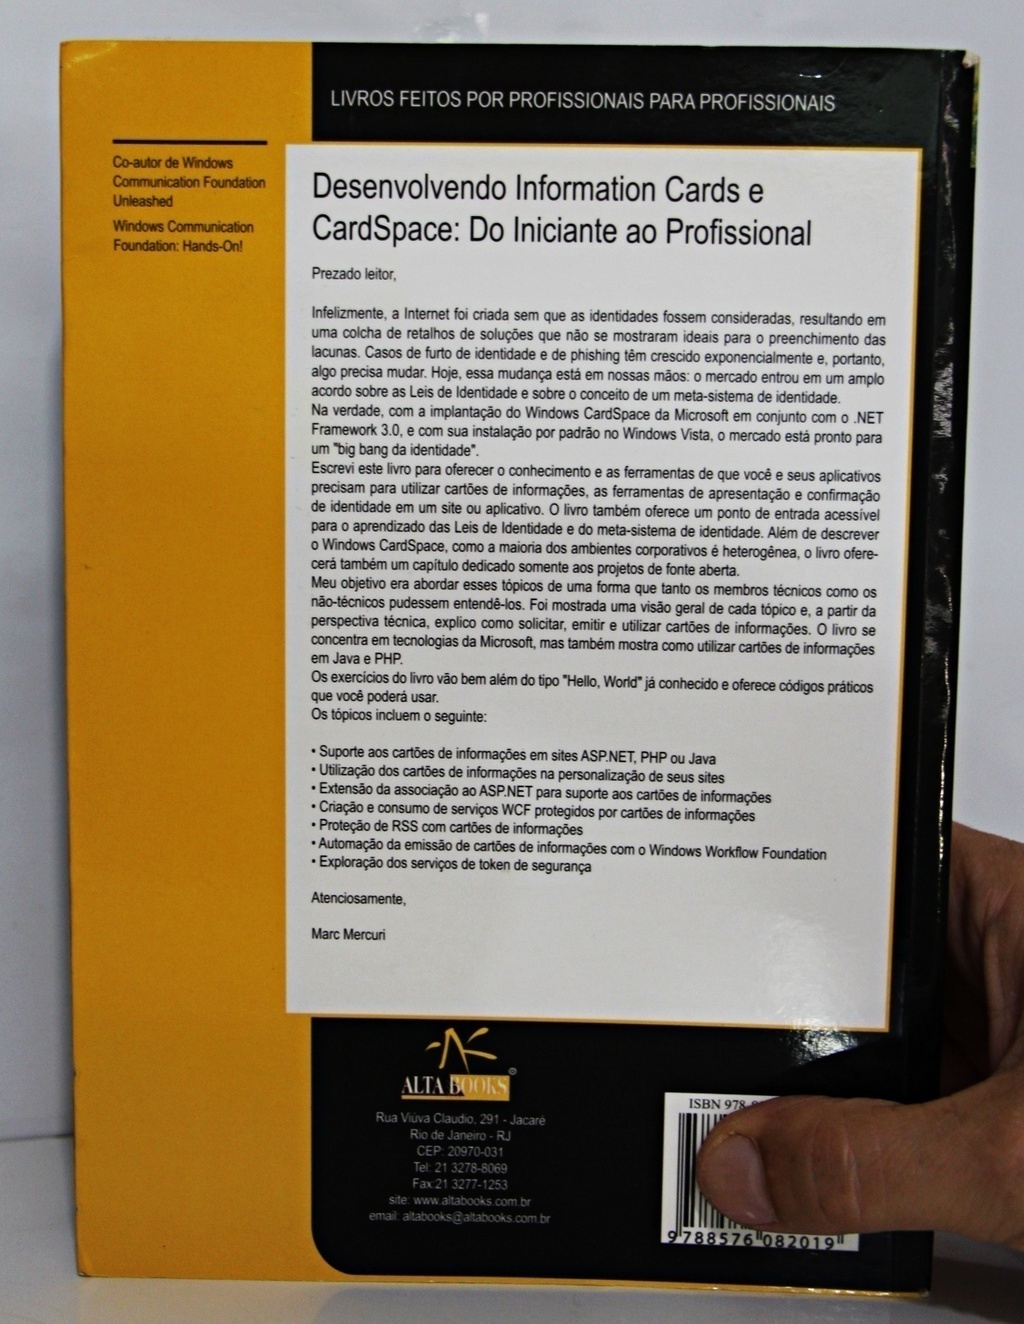 LIVROS FEITOS POR PROFISSIONAIS PARA PROFISSIONAIS
Co-autor de Windows
Communication Foundation
Unleashed
Windows Communication
Foundation: Hands-On!
Desenvolvendo Information Cards e
CardSpace: Do Iniciante ao Profissional
Prezado leitor,
Infelizmente, a Internet foi criada sem que as identidades fossem consideradas, resultando em
uma colcha de retalhos de soluções que não se mostraram ideais para o preenchimento das
lacunas. Casos de furto de identidade e de phishing têm crescido exponencialmente e, portanto,
algo precisa mudar. Hoje, essa mudança está em nossas mãos: o mercado entrou em um amplo
acordo sobre as Leis de Identidade e sobre o conceito de um meta-sistema de identidade.
Na verdade, com a implantação do Windows CardSpace da Microsoft em conjunto com o .NET
Framework 3.0, e com sua instalação por padrão no Windows Vista, o mercado está pronto para
um "big bang da identidade".
Escrevi este livro para oferecer o conhecimento e as ferramentas de que você e seus aplicativos
precisam para utilizar cartões de informações, as ferramentas de apresentação e confirmação
de identidade em um site ou aplicativo. O livro também oferece um ponto de entrada acessível
para o aprendizado das Leis de Identidade e do meta-sistema de identidade. Além de descrever
o Windows CardSpace, como a maioria dos ambientes corporativos é heterogênea, o livro ofere-
cerá também um capítulo dedicado somente aos projetos de fonte aberta.
Meu objetivo era abordar esses tópicos de uma forma que tanto os membros técnicos como os
não-técnicos pudessem entendê-los. Foi mostrada uma visão geral de cada tópico e, a partir da
perspectiva técnica, explico como solicitar, emitir e utilizar cartões de informações. O livro se
concentra em tecnologias da Microsoft, mas também mostra como utilizar cartões de informações
em Java e PHP.
Os exercícios do livro vão bem além do tipo "Hello, World" já conhecido e oferece códigos práticos
que você poderá usar.
Os tópicos incluem o seguinte:
• Suporte aos cartões de informações em sites ASP.NET, PHP ou Java
• Utilização dos cartões de informações na personalização de seus sites
• Extensão da associação ao ASP.NET para suporte aos cartões de informações
• Criação e consumo de serviços WCF protegidos por cartões de informações
• Proteção de RSS com cartões de informações
• Automação da emissão de cartões de informações com o Windows Workflow Foundation
• Exploração dos serviços de token de segurança
Atenciosamente,
Marc Mercuri
ALTA BOOKS®
Rua Viúva Claudio, 291 - Jacaré
Rio de Janeiro - RJ
CEP: 20970-031
Tel: 21 3278-8069
Fax:21 3277-1253
site: www.altabooks.com.br
email: altabooks@altabooks.com.br
ISBN 978-
9788576082019